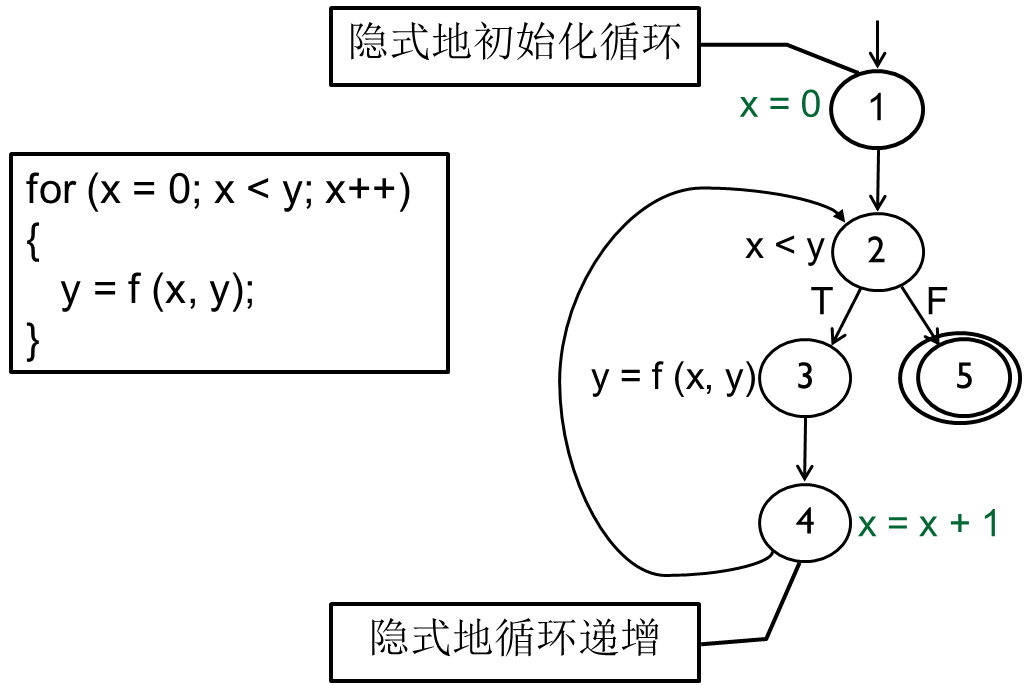 隐式地初始化循环
x = 0
1
for (x = 0; x < y; x++)
{
y = f (x, y);
}
x < y
2
T
F
y = f (x, y)
3
5
4
x = x + 1
隐式地循环递增